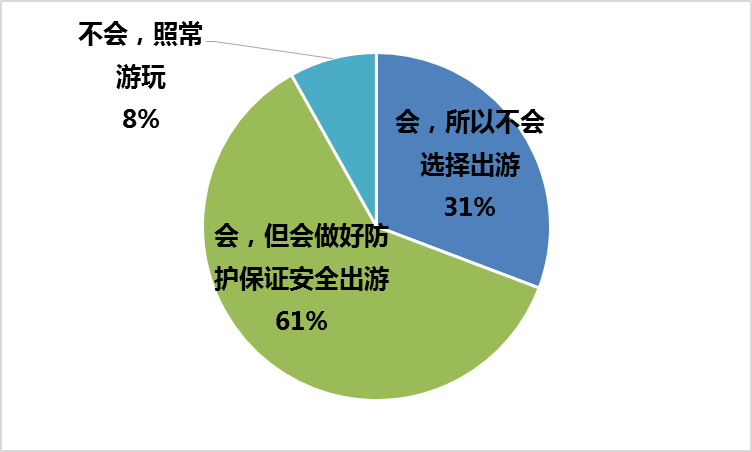 不会，照常
游玩
8%
会，所以不会
选择出游
31%
会，但会做好防
护保证安全出游
61%